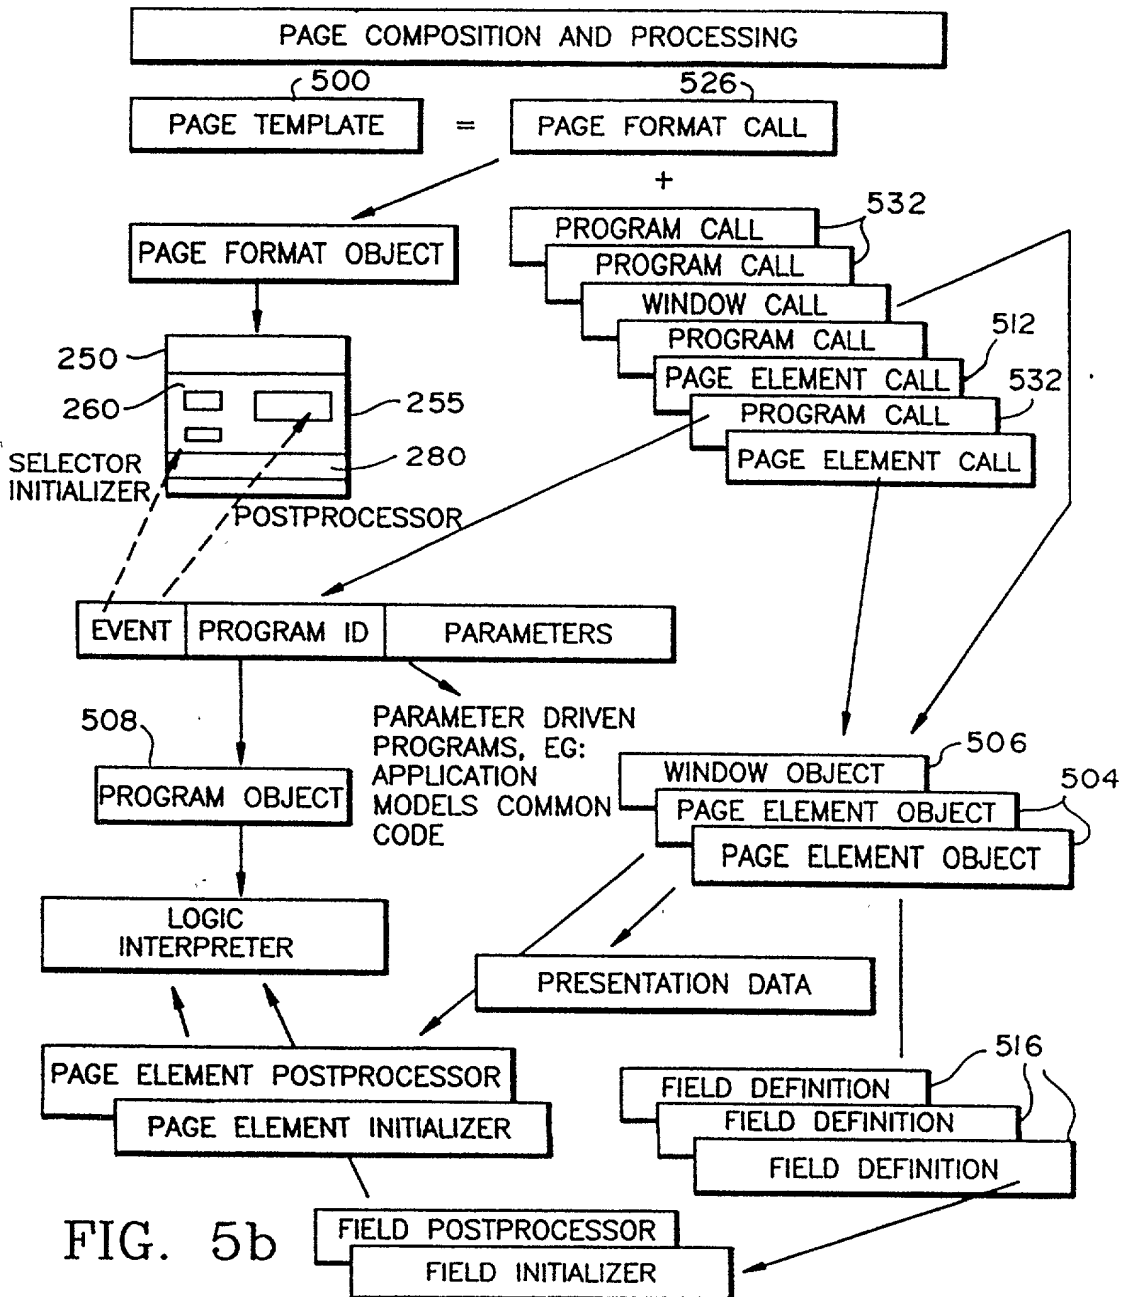 PAGE COMPOSITION AND PROCESSING
500
526
PAGE TEMPLATE
=
PAGE FORMAT CALL
+
532
PROGRAM CALL
PROGRAM CALL
WINDOW CALL
PROGRAM CALL
512
PAGE ELEMENT CALL
532
PROGRAM CALL
PAGE ELEMENT CALL
PAGE FORMAT OBJECT
250
260
255
280
SELECTOR
INITIALIZER
POSTPROCESSOR
EVENT
PROGRAM ID
PARAMETERS
508
PROGRAM OBJECT
PARAMETER DRIVEN
PROGRAMS, EG:
APPLICATION
MODELS COMMON
CODE
506
WINDOW OBJECT
504
PAGE ELEMENT OBJECT
PAGE ELEMENT OBJECT
LOGIC
INTERPRETER
PRESENTATION DATA
PAGE ELEMENT POSTPROCESSOR
PAGE ELEMENT INITIALIZER
516
FIELD DEFINITION
FIELD DEFINITION
FIELD DEFINITION
FIELD POSTPROCESSOR
FIELD INITIALIZER
FIG. 5b